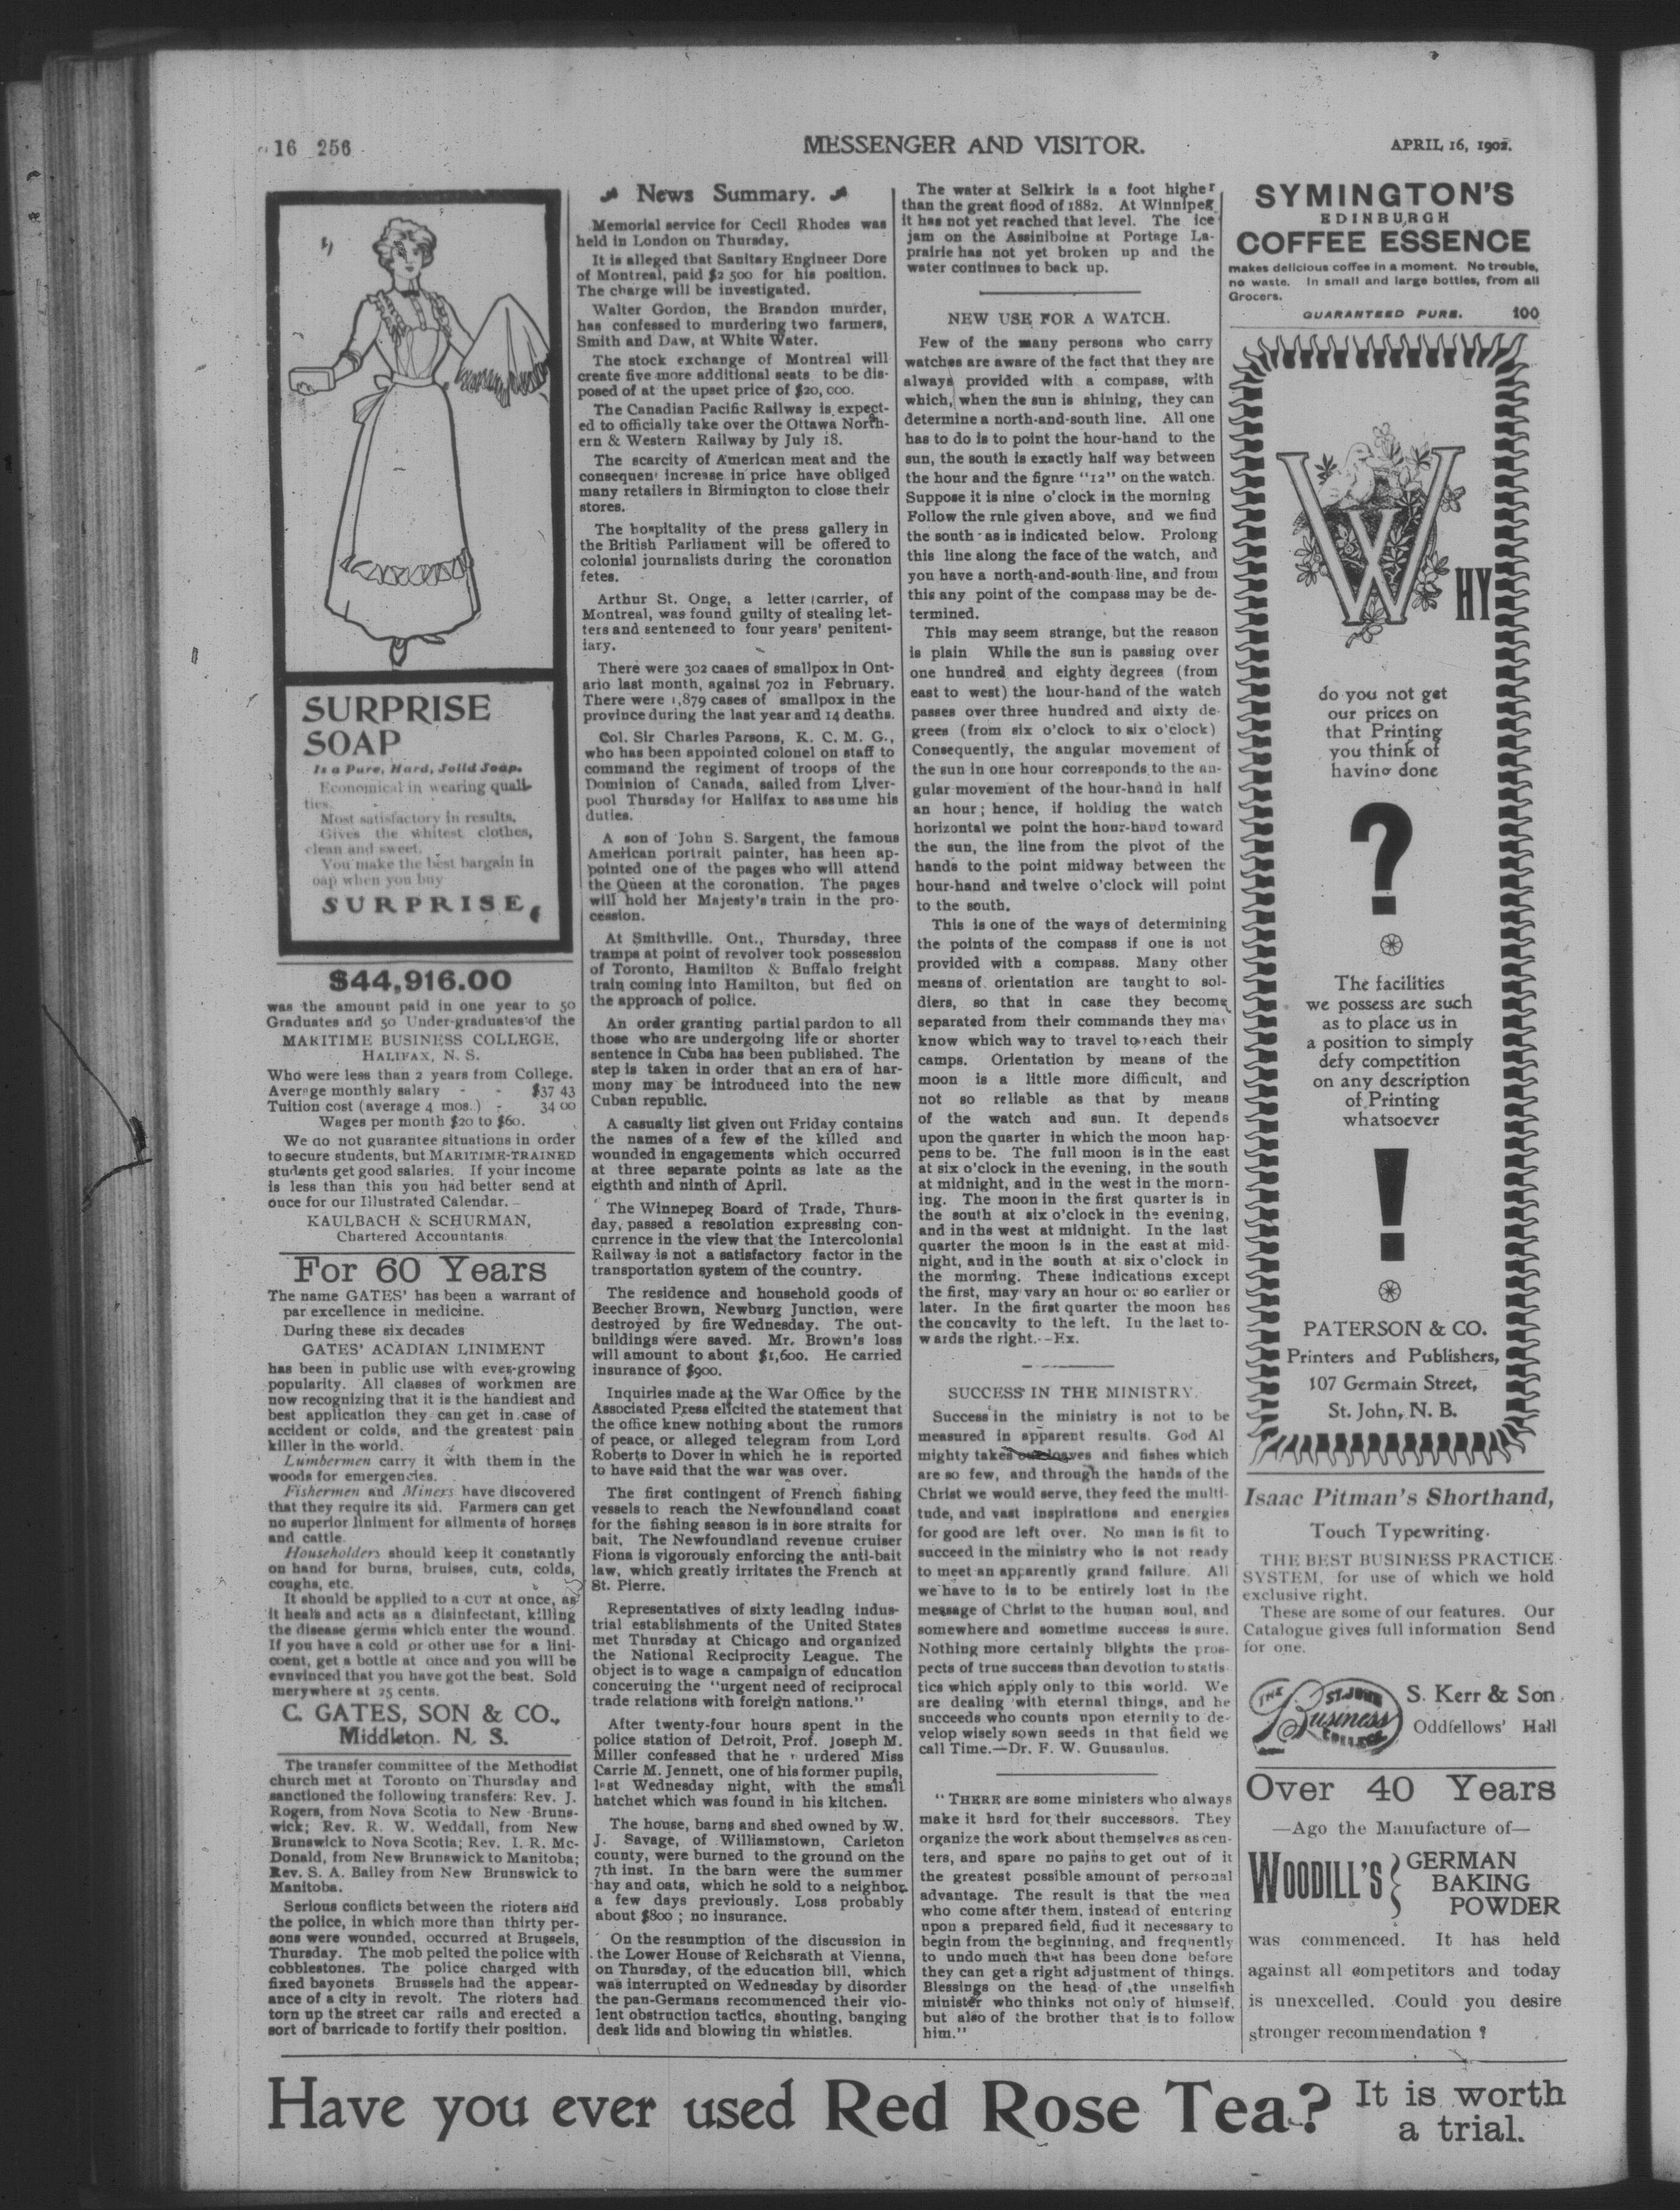 16 256
MESSENGER AND VISITOR.
APRIL 16, 1902.
SURPRISE
SOAP
Is a Pure, Hard, Solid Soap.
Economical in wearing quali-
ties.
Most satisfactory in results.
Gives the whitest clothes,
clean and sweet.
You make the best bargain in
oap when you buy
SURPRISE,
$44,916.00
was the amount paid in one year to 50
Graduates and 50 Under-graduates of the
MARITIME BUSINESS COLLEGE,
HALIFAX, N. S.
Who were less than 2 years from College.
Average monthly salary - - $37 43
Tuition cost (average 4 mos.) - 34 00
Wages per month $20 to $60.
We do not guarantee situations in order
to secure students, but MARITIME-TRAINED
students get good salaries. If your income
is less than this you had better send at
once for our Illustrated Calendar.
KAULBACH & SCHURMAN,
Chartered Accountants
For 60 Years
The name GATES' has been a warrant of
par excellence in medicine.
During these six decades
GATES' ACADIAN LINIMENT
has been in public use with ever-growing
popularity. All classes of workmen are
now recognizing that it is the handiest and
best application they can get in case of
accident or colds, and the greatest pain
killer in the world.
Lumbermen carry it with them in the
woods for emergencies.
Fishermen and Miners have discovered
that they require its aid. Farmers can get
no superior liniment for ailments of horses
and cattle.
Householders should keep it constantly
on hand for burns, bruises, cuts, colds,
coughs, etc.
It should be applied to a CUT at once, as
it heals and acts as a disinfectant, killing
the disease germs which enter the wound.
If you have a cold or other use for a lini-
coent, get a bottle at once and you will be
evnvinced that you have got the best. Sold
merywhere at 25 cents.
C. GATES, SON & CO.,
Middleton. N. S.
The transfer committee of the Methodist
church met at Toronto on Thursday and
sanctioned the following transfers: Rev. J.
Rogers, from Nova Scotia to New Bruns-
wick; Rev. R. W. Weddall, from New
Brunswick to Nova Scotia; Rev. I. R. Mc-
Donald, from New Brunswick to Manitoba;
Rev. S. A. Bailey from New Brunswick to
Manitoba.
Serious conflicts between the rioters and
the police, in which more than thirty per-
sons were wounded, occurred at Brussels,
Thursday. The mob pelted the police with
cobblestones. The police charged with
fixed bayonets Brussels had the appear-
ance of a city in revolt. The rioters had
torn up the street car rails and erected a
sort of barricade to fortify their position.
News Summary.
Memorial service for Cecil Rhodes was
held in London on Thursday.
It is alleged that Sanitary Engineer Dore
of Montreal, paid $2 500 for his position.
The charge will be investigated.
Walter Gordon, the Brandon murder,
has confessed to murdering two farmers,
Smith and Daw, at White Water.
The stock exchange of Montreal will
create five more additional seats to be dis-
posed of at the upset price of $20,000.
The Canadian Pacific Railway is expect-
ed to officially take over the Ottawa North-
ern & Western Railway by July 18.
The scarcity of American meat and the
consequen' increase in price have obliged
many retailers in Birmington to close their
stores.
The hospitality of the press gallery in
the British Parliament will be offered to
colonial journalists during the coronation
fetes.
Arthur St. Onge, a letter carrier, of
Montreal, was found guilty of stealing let-
ters and sentenced to four years' penitent-
iary.
There were 302 cases of smallpox in Ont-
ario last month, against 702 in February.
There were 1,879 cases of smallpox in the
province during the last year and 14 deaths.
Col. Sir Charles Parsons, K. C. M. G.,
who has been appointed colonel on staff to
command the regiment of troops of the
Dominion of Canada, sailed from Liver-
pool Thursday for Halifax to assume his
duties.
A son of John S. Sargent, the famous
American portrait painter, has been ap-
pointed one of the pages who will attend
the Queen at the coronation. The pages
will hold her Majesty's train in the pro-
cession.
At Smithville. Ont., Thursday, three
tramps at point of revolver took possession
of Toronto, Hamilton & Buffalo freight
train coming into Hamilton, but fled on
the approach of police.
An order granting partial pardon to all
those who are undergoing life or shorter
sentence in Cuba has been published. The
step is taken in order that an era of har-
mony may be introduced into the new
Cuban republic.
A casualty list given out Friday contains
the names of a few of the killed and
wounded in engagements which occurred
at three separate points as late as the
eigthth and ninth of April.
The Winnepeg Board of Trade, Thurs-
day, passed a resolation expressing con-
currence in the view that the Intercolonial
Railway is not a satisfactory factor in the
transportation system of the country.
The residence and household goods of
Beecher Brown, Newburg Junction, were
destroyed by fire Wednesday. The out-
buildings were saved. Mr. Brown's loss
will amount to about $1,600. He carried
insurance of $900.
Inquiries made at the War Office by the
Associated Press elicited the statement that
the office knew nothing about the rumors
of peace, or alleged telegram from Lord
Roberts to Dover in which he is reported
to have said that the war was over.
The first contingent of French fishing
vessels to reach the Newfoundland coast
for the fishing season is in sore straits for
bait. The Newfoundland revenue cruiser
Fiona is vigorously enforcing the anti-bait
law, which greatly irritates the French at
St. Pierre.
Representatives of sixty leading indus-
trial establishments of the United States
met Thursday at Chicago and organized
the National Reciprocity League. The
object is to wage a campaign of education
concerning the "urgent need of reciprocal
trade relations with foreign nations."
After twenty-four hours spent in the
police station of Detroit, Prof. Joseph M.
Miller confessed that he urdered Miss
Carrie M. Jennett, one of his former pupils,
last Wednesday night, with the small
hatchet which was found in his kitchen.
The house, barns and shed owned by W.
J. Savage, of Williamstown, Carleton
county, were burned to the ground on the
7th inst. In the barn were the summer
hay and oats, which he sold to a neighbor
a few days previously. Loss probably
about $800 ; no insurance.
On the resumption of the discussion in
the Lower House of Reichsrath at Vienna,
on Thursday, of the education bill, which
was interrupted on Wednesday by disorder
the pan-Germans recommenced their vio-
lent obstruction tactics, shouting, banging
desk lids and blowing tin whistles.
The water at Selkirk is a foot higher
than the great flood of 1882. At Winnipeg
it has not yet reached that level. The ice
jam on the Assiniboine at Portage La-
prairie has not yet broken up and the
water continues to back up.
NEW USE FOR A WATCH.
Few of the many persons who carry
watches are aware of the fact that they are
always provided with a compass, with
which, when the sun is shining, they can
determine a north-and-south line. All one
has to do is to point the hour-hand to the
sun, the south is exactly half way between
the hour and the figure "12" on the watch.
Suppose it is nine o'clock in the morning
Follow the rule given above, and we find
the south as is indicated below. Prolong
this line along the face of the watch, and
you have a north-and-south line, and from
this any point of the compass may be de-
termined.
This may seem strange, but the reason
is plain While the sun is passing over
one hundred and eighty degrees (from
east to west) the hour-hand of the watch
passes over three hundred and sixty de-
grees (from six o'clock to six o'clock)
Consequently, the angular movement of
the sun in one hour corresponds to the an-
gular movement of the hour-hand in half
an hour ; hence, if holding the watch
horizontal we point the hour-hand toward
the sun, the line from the pivot of the
hands to the point midway between the
hour-hand and twelve o'clock will point
to the south.
This is one of the ways of determining
the points of the compass if one is not
provided with a compass. Many other
means of orientation are taught to sol-
diers, so that in case they become
separated from their commands they may
know which way to travel to reach their
camps. Orientation by means of the
moon is a little more difficult, and
not so reliable as that by means
of the watch and sun. It depends
upon the quarter in which the moon hap-
pens to be. The full moon is in the east
at six o'clock in the evening, in the south
at midnight, and in the west in the morn-
ing. The moon in the first quarter is in
the south at six o'clock in the evening,
and in the west at midnight. In the last
quarter the moon is in the east at mid-
night, and in the south at six o'clock in
the morning. These indications except
the first, may vary an hour or so earlier or
later. In the first quarter the moon has
the concavity to the left. In the last to-
wards the right.--Ex.
SUCCESS IN THE MINISTRY.
Success in the ministry is not to be
measured in apparent results. God Al
mighty takes our loaves and fishes which
are so few, and through the hands of the
Christ we would serve, they feed the multi-
tude, and vast inspirations and energies
for good are left over. No man is fit to
succeed in the ministry who is not ready
to meet an apparently grand failure. All
we have to is to be entirely lost in the
message of Christ to the human soul, and
somewhere and sometime success is sure.
Nothing more certainly blights the pros-
pects of true success than devotion to statis-
tics which apply only to this world. We
are dealing with eternal things, and he
succeeds who counts upon eternity to de-
velop wisely sown seeds in that field we
call Time.—Dr. F. W. Guusaulus.
"THERE are some ministers who always
make it hard for their successors. They
organize the work about themselves as cen-
ters, and spare no pains to get out of it
the greatest possible amount of personal
advantage. The result is that the men
who come after them, instead of entering
upon a prepared field, find it necessary to
begin from the beginning, and frequently
to undo much that has been done before
they can get a right adjustment of things.
Blessings on the head of the unselfish
minister who thinks not only of himself,
but also of the brother that is to follow
him."
SYMINGTON'S
EDINBURGH
COFFEE ESSENCE
makes delicious coffee in a moment. No trouble,
no waste. In small and large bottles, from all
Grocers.
GUARANTEED PURE. 100
WHY
do you not get
our prices on
that Printing
you think of
having done
?
The facilities
we possess are such
as to place us in
a position to simply
defy competition
on any description
of Printing
whatsoever
!
PATERSON & CO.
Printers and Publishers,
107 Germain Street,
St. John, N. B.
Isaac Pitman's Shorthand,
Touch Typewriting.
THE BEST BUSINESS PRACTICE
SYSTEM, for use of which we hold
exclusive right.
These are some of our features. Our
Catalogue gives full information Send
for one.
THE ST. JOHN
Business
COLLEGE
S. Kerr & Son
Oddfellows' Hall
Over 40 Years
—Ago the Manufacture of—
WOODILL'S { GERMAN
BAKING
POWDER
was commenced. It has held
against all competitors and today
is unexcelled. Could you desire
stronger recommendation ?
Have you ever used Red Rose Tea? It is worth
a trial.